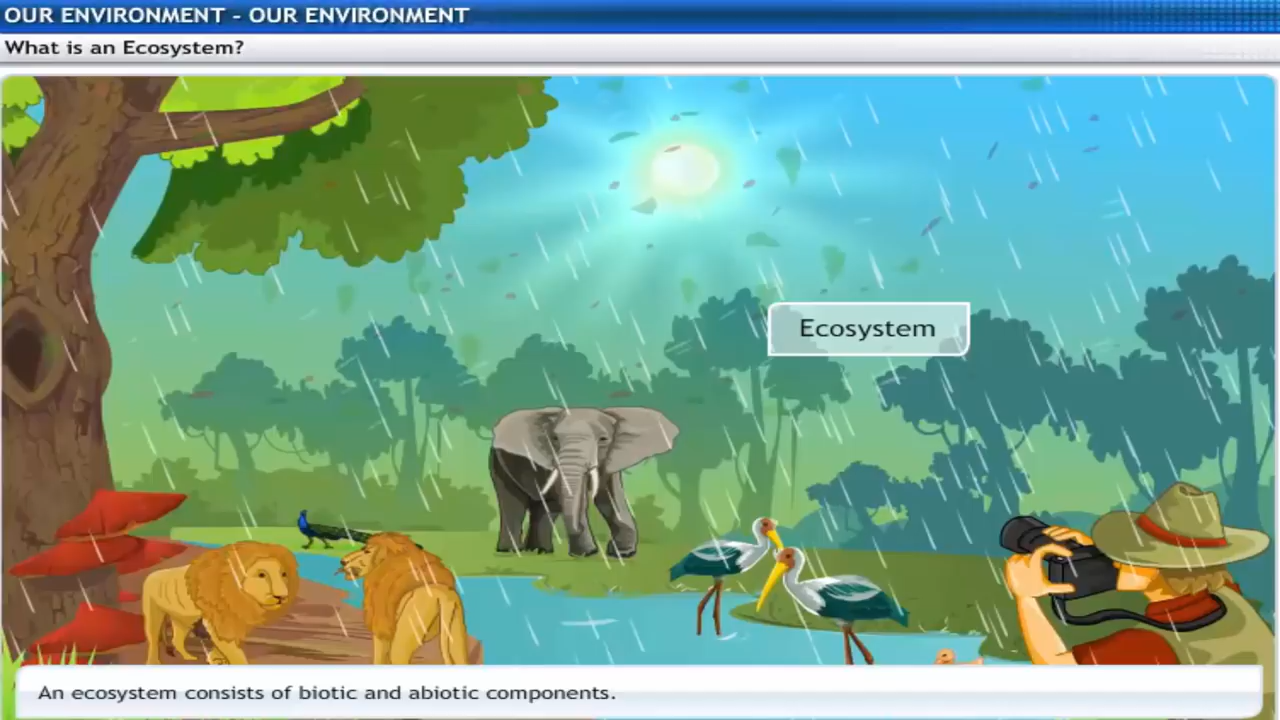 OUR ENVIRONMENT - OUR ENVIRONMENT
What is an Ecosystem?
Ecosystem
An ecosystem consists of biotic and abiotic components.